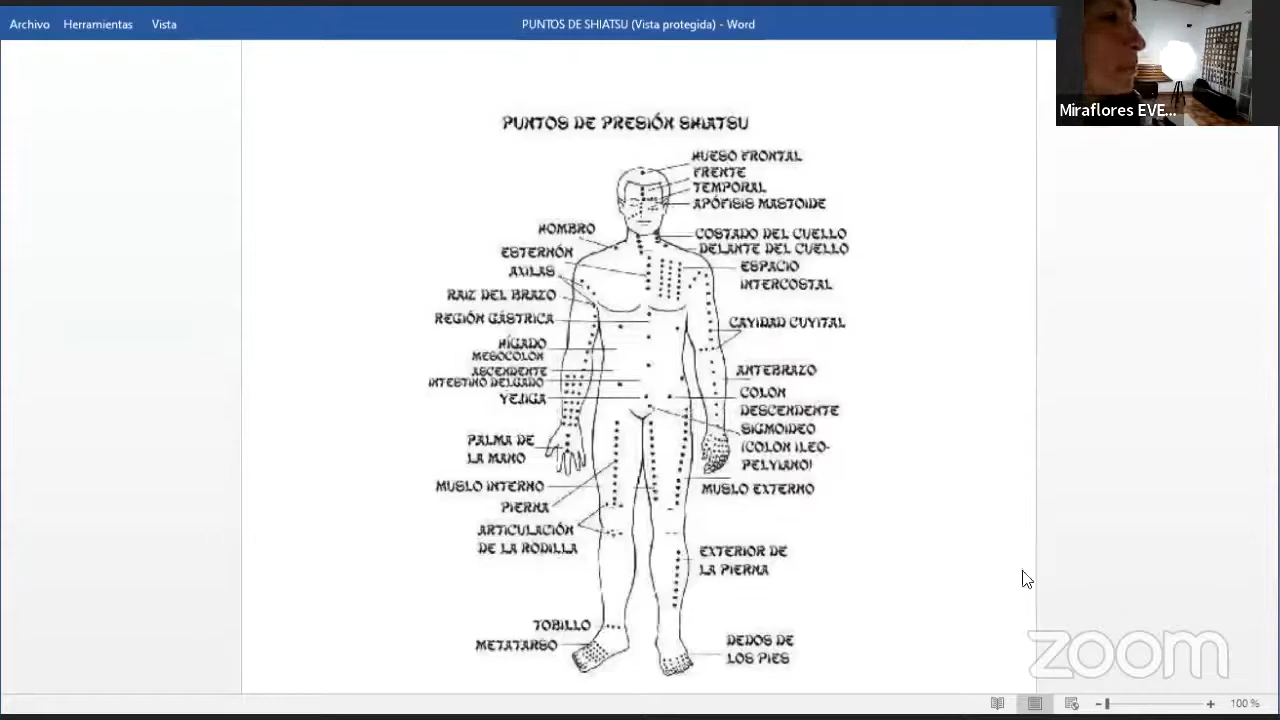 Archivo Herramientas Vista
PUNTOS DE SHIATSU (Vista protegida) - Word
Miraflores EVE...
PUNTOS DE PRESIÓN SHIATSU
HUESO FRONTAL
FRENTE
TEMPORAL
APÓFISIS MASTOIDE
COSTADO DEL CUELLO
DELANTE DEL CUELLO
ESPACIO
INTERCOSTAL
CAVIDAD CUVITAL
ANTEBRAZO
COLON
DESCENDENTE
SIGMOIDEO
(COLON ILEO-
PELVIANO)
MUSLO EXTERNO
EXTERIOR DE
LA PIERNA
DEDOS DE
LOS PIES
HOMBRO
ESTERNÓN
AXILAS
RAIZ DEL BRAZO
REGIÓN GÁSTRICA
HÍGADO
MESOCOLON
ASCENDENTE
INTESTINO DELGADO
VEJIGA
PALMA DE
LA MANO
MUSLO INTERNO
PIERNA
ARTICULACIÓN
DE LA RODILLA
TOBILLO
METATARSO
zoom
100 %